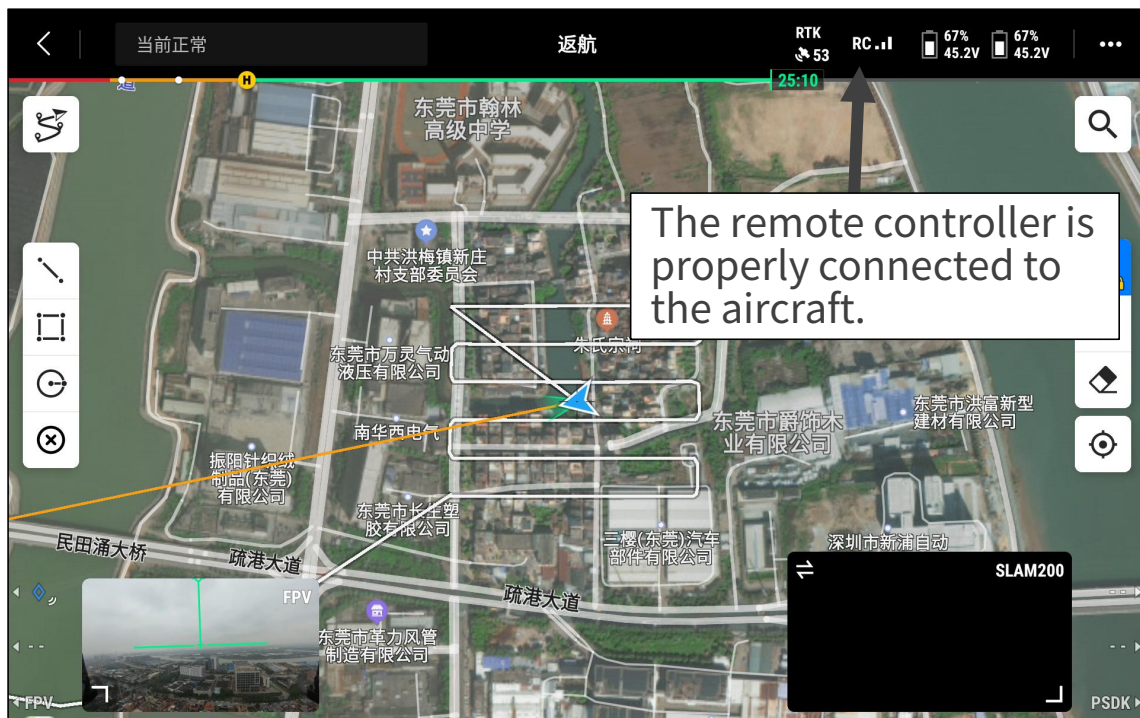 当前正常
返航
RTK
53
RC
67%
45.2V
67%
45.2V
H
25:10
东莞市翰林
高级中学
The remote controller is
properly connected to
the aircraft.
中共洪梅镇新庄
村支部委员会
朱氏宗祠
东莞市万灵气动
液压有限公司
东莞市洪富新型
建材有限公司
东莞市爵饰木
业有限公司
南华西电气
振阳针织绒
制品(东莞)
有限公司
东莞市长生塑
胶有限公司
三樱(东莞)汽车
部件有限公司
民田涌大桥
疏港大道
深圳市新浦自动
SLAM200
FPV
疏港大道
东莞市革力风管
制造有限公司
FPV
PSDK